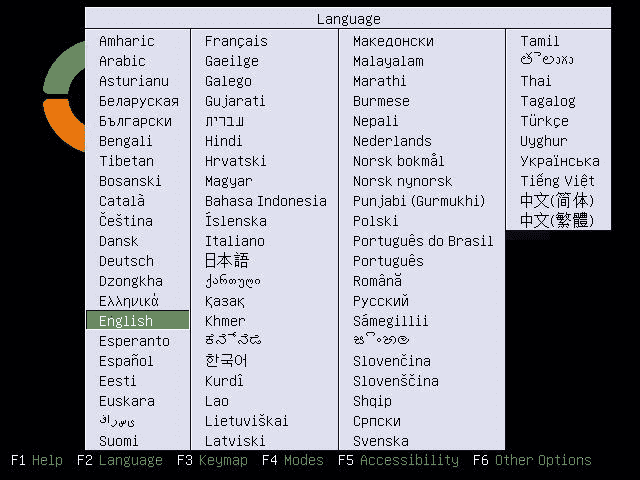 Language
Amharic
Arabic
Asturianu
Беларуская
Български
Bengali
Tibetan
Bosanski
Català
Čeština
Dansk
Deutsch
Dzongkha
Ελληνικά
English
Esperanto
Español
Eesti
Euskara
Suomi
Français
Gaeilge
Galego
Gujarati
עברית
Hindi
Hrvatski
Magyar
Bahasa Indonesia
Íslenska
Italiano
日本語
ქართული
Қазақ
Khmer
한국어
Kurdî
Lao
Lietuviškai
Latviski
Македонски
Malayalam
Marathi
Burmese
Nepali
Nederlands
Norsk bokmål
Norsk nynorsk
Punjabi (Gurmukhi)
Polski
Português do Brasil
Português
Română
Русский
Sámegillii
Slovenčina
Slovenščina
Shqip
Српски
Svenska
Tamil
Thai
Tagalog
Türkçe
Uyghur
Українська
Tiếng Việt
中文(简体)
中文(繁體)
F1 Help F2 Language F3 Keymap F4 Modes F5 Accessibility F6 Other Options